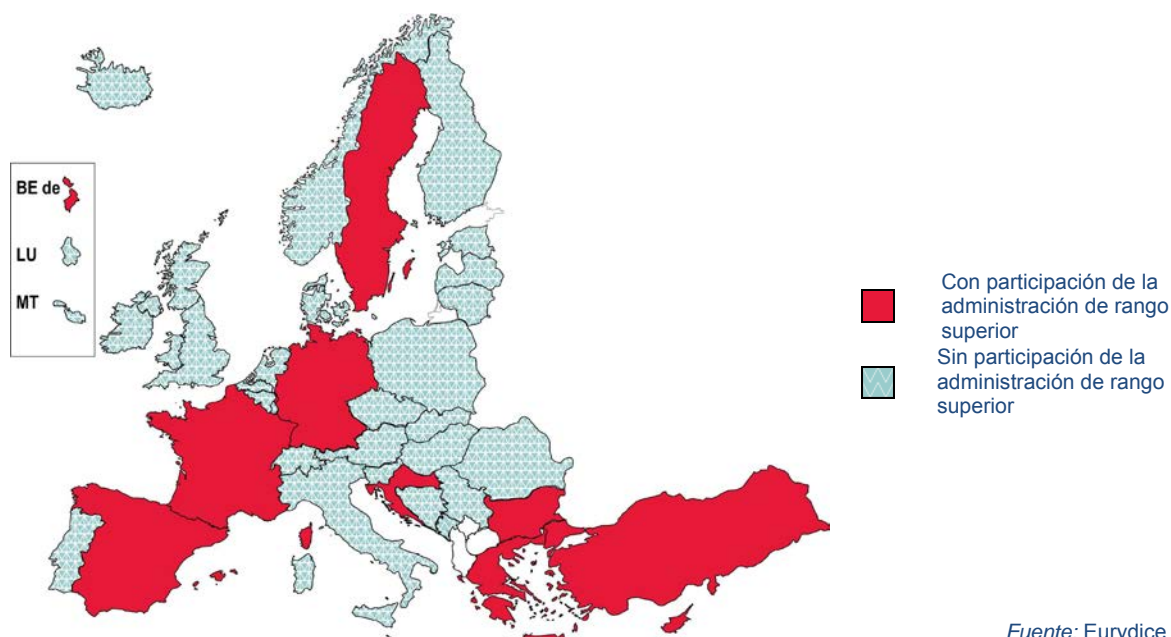 BE de
LU
MT
Con participación de la
administración de rango
superior
Sin participación de la
administración de rango
superior
Fuente: Eurydice.